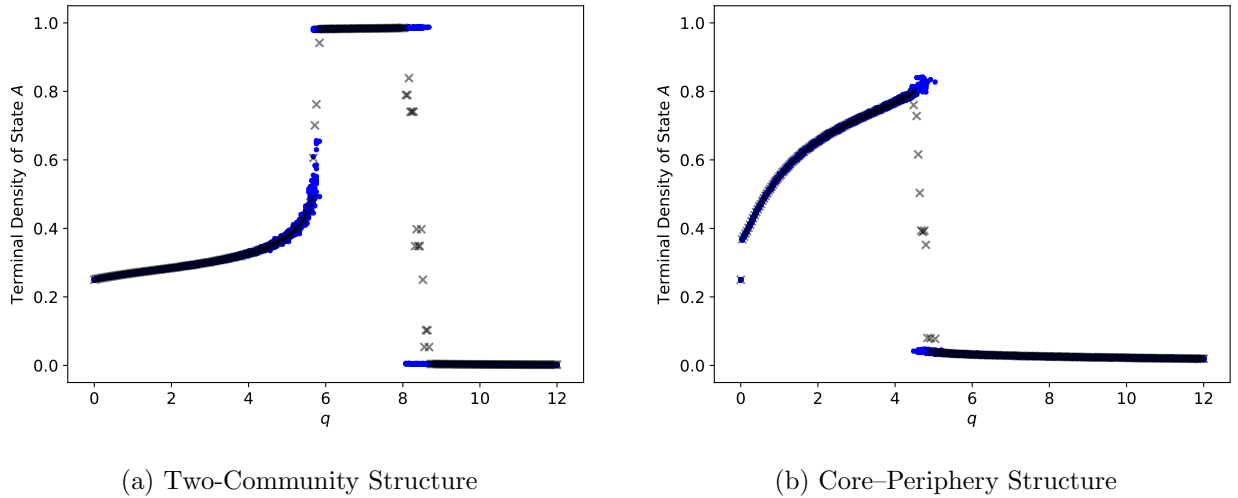 Terminal Density of State A
1.0
0.8
0.6
0.4
0.2
0.0
0 2 4 6 8 10 12
q
(a) Two-Community Structure
Terminal Density of State A
1.0
0.8
0.6
0.4
0.2
0.0
0 2 4 6 8 10 12
q
(b) Core–Periphery Structure